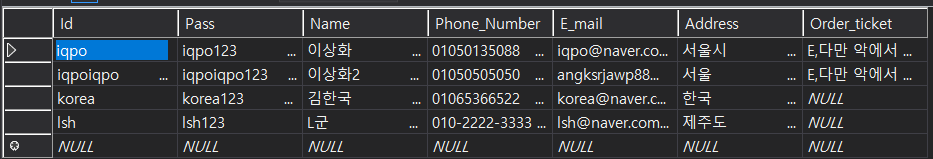 Id Pass Name Phone_Number E_mail Address Order_ticket
iqpo iqpo123 ... 이상화 ... 01050135088 ... iqpo@naver.co... 서울시 ... E,다만 악에서 ...
iqpoiqpo ... iqpoiqpo123 ... 이상화2 ... 01050505050 ... angksrjawp88... 서울 ... E,다만 악에서 ...
korea ... korea123 ... 김한국 ... 01065366522 ... korea@naver.c... 한국 ... NULL
lsh ... lsh123 ... L군 ... 010-2222-3333 ... lsh@naver.com... 제주도 ... NULL
NULL NULL NULL NULL NULL NULL NULL